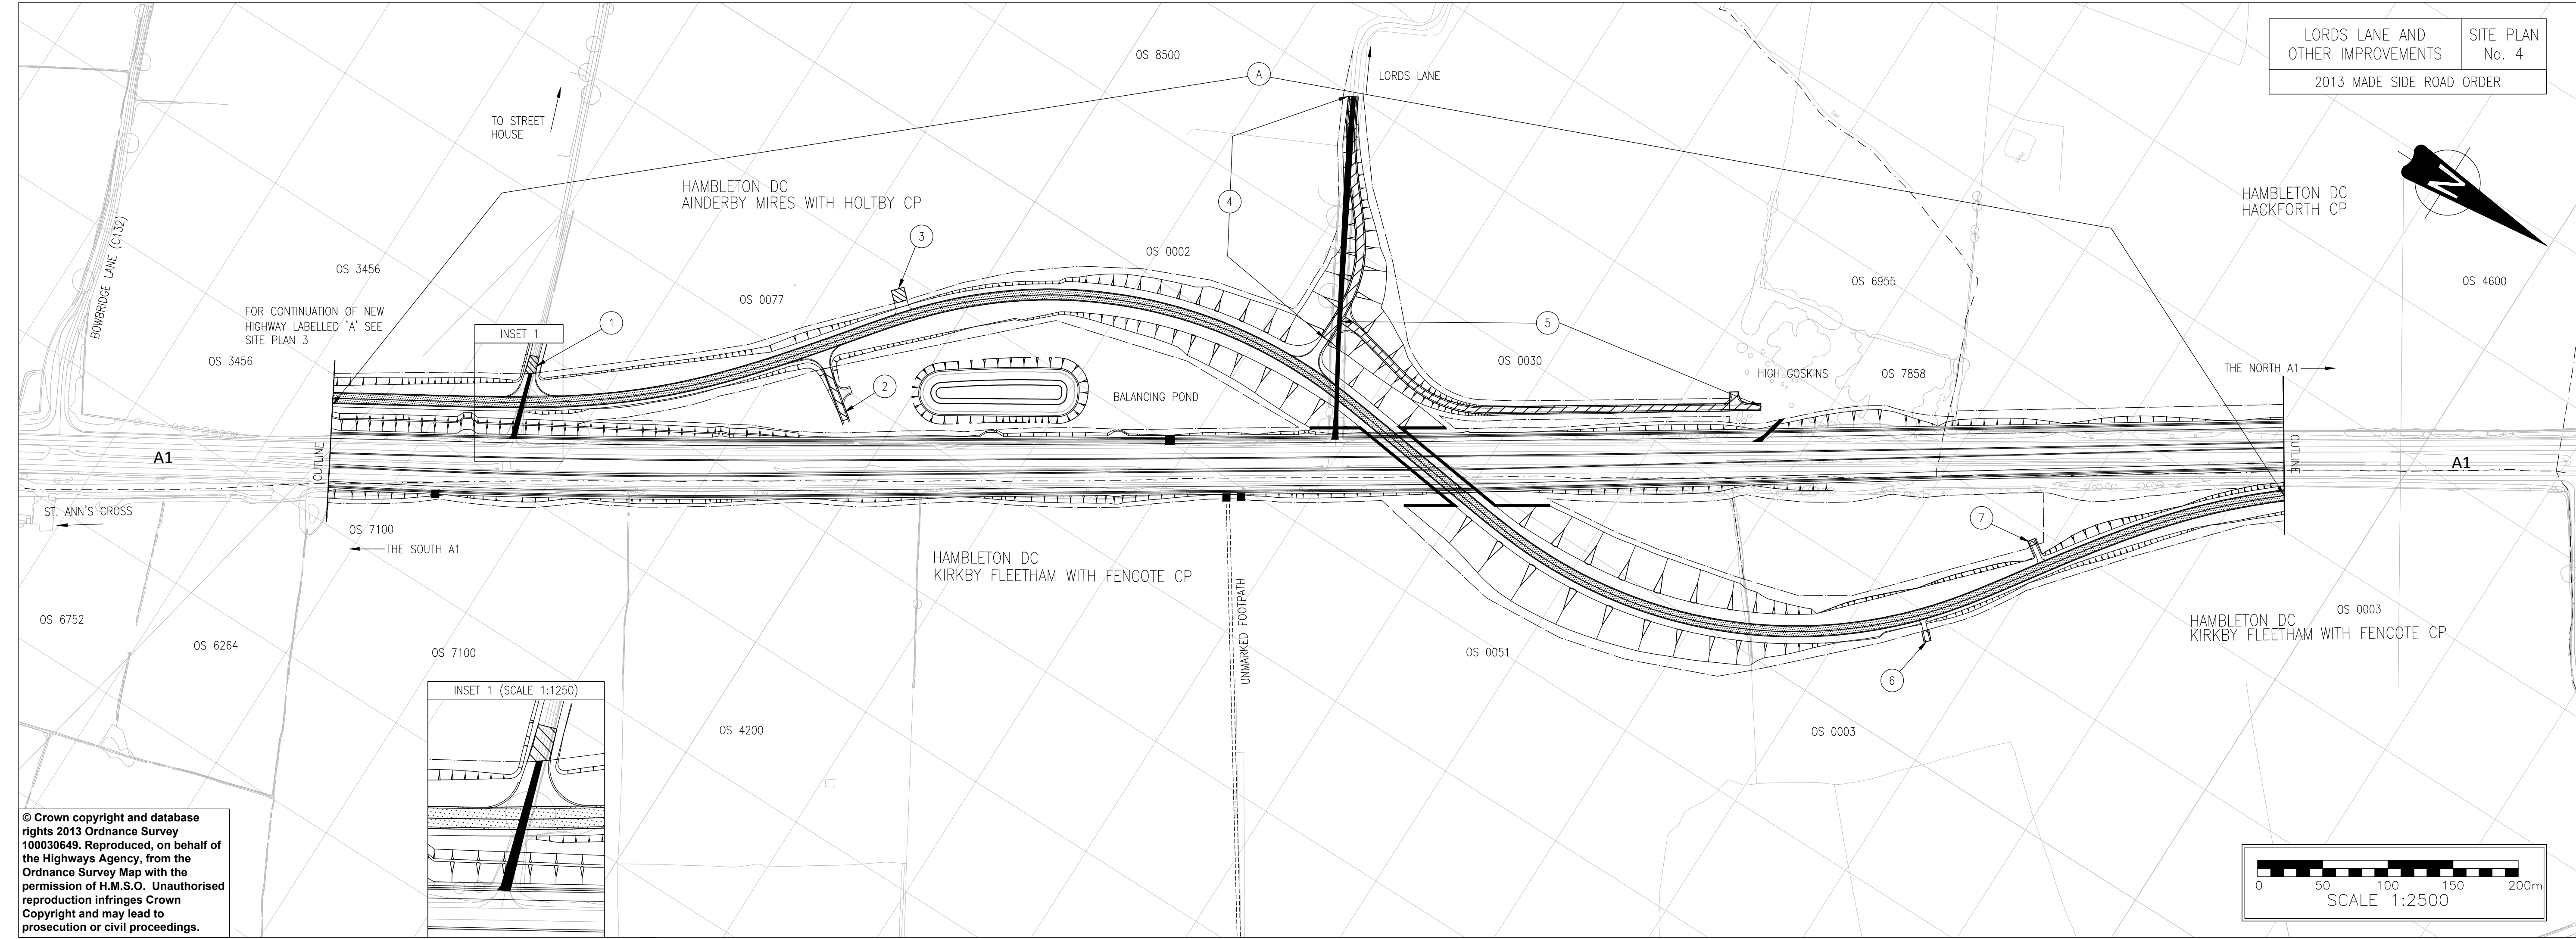 LORDS LANE AND
OTHER IMPROVEMENTS
SITE PLAN
No. 4
2013 MADE SIDE ROAD ORDER
OS 8500
A
LORDS LANE
TO STREET
HOUSE
HAMBLETON DC
AINDERBY MIRES WITH HOLTBY CP
4
HAMBLETON DC
HACKFORTH CP
N
BOWBRIDGE LANE (C132)
3
OS 3456
OS 0002
OS 6955
OS 4600
OS 0077
FOR CONTINUATION OF NEW
HIGHWAY LABELLED 'A' SEE
SITE PLAN 3
INSET 1
1
5
OS 3456
OS 0030
HIGH GOSKINS
OS 7858
THE NORTH A1
2
BALANCING POND
A1
CUTLINE
CUTLINE
A1
ST. ANN'S CROSS
OS 7100
THE SOUTH A1
7
HAMBLETON DC
KIRKBY FLEETHAM WITH FENCOTE CP
UNMARKED FOOTPATH
OS 6752
OS 6264
OS 7100
OS 0051
6
HAMBLETON DC
KIRKBY FLEETHAM WITH FENCOTE CP
OS 0003
INSET 1 (SCALE 1:1250)
OS 4200
OS 0003
© Crown copyright and database
rights 2013 Ordnance Survey
100030649. Reproduced, on behalf of
the Highways Agency, from the
Ordnance Survey Map with the
permission of H.M.S.O. Unauthorised
reproduction infringes Crown
Copyright and may lead to
prosecution or civil proceedings.
0 50 100 150 200m
SCALE 1:2500